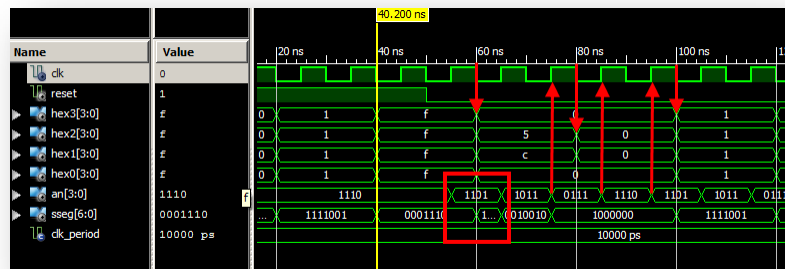 40.200 ns
Name Value 20 ns 40 ns 60 ns 80 ns 100 ns
clk 0
reset 1
hex3[3:0] f 0 1 f 0 1
hex2[3:0] f 0 1 f 5 0 1
hex1[3:0] f 0 1 f c 0 1
hex0[3:0] f 0 1 f 0 1
an[3:0] 1110 1110 1101 1011 0111 1110 1101 1011 0111
sseg[6:0] 0001110 f ... 1111001 0001110 1... 0010010 1000000 1111001
clk_period 10000 ps 10000 ps